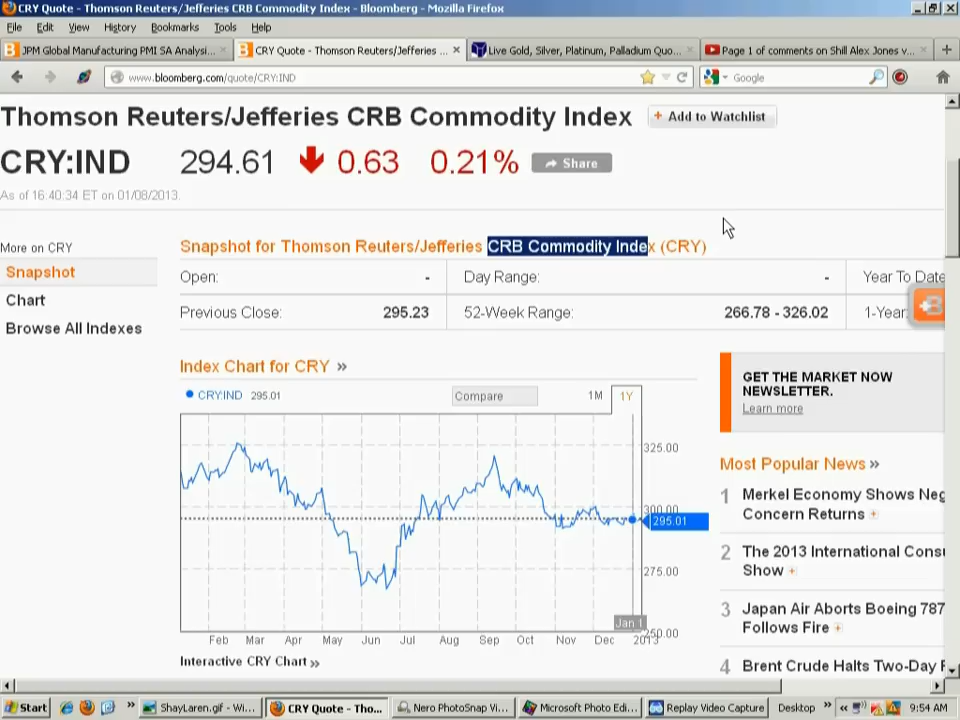 CRY Quote - Thomson Reuters/Jefferies CRB Commodity Index - Bloomberg - Mozilla Firefox
File Edit View History Bookmarks Tools Help
JPM Global Manufacturing PMI SA Analysi...
CRY Quote - Thomson Reuters/Jefferies ...
Live Gold, Silver, Platinum, Palladium Quo...
Page 1 of comments on Shill Alex Jones v...
www.bloomberg.com/quote/CRY:IND
Google
Thomson Reuters/Jefferies CRB Commodity Index
+ Add to Watchlist
CRY:IND 294.61 0.63 0.21% Share
As of 16:40:34 ET on 01/08/2013.
More on CRY
Snapshot
Chart
Browse All Indexes
Snapshot for Thomson Reuters/Jefferies CRB Commodity Index (CRY)
Open: - Day Range: - Year To Date
Previous Close: 295.23 52-Week Range: 266.78 - 326.02 1-Year
Index Chart for CRY »
CRY:IND 295.01 Compare 1M 1Y
325.00
300.00
295.01
275.00
250.00
Jan 1
Feb Mar Apr May Jun Jul Aug Sep Oct Nov Dec 2013
Interactive CRY Chart »
GET THE MARKET NOW
NEWSLETTER.
Learn more
Most Popular News »
1 Merkel Economy Shows Neg
Concern Returns +
2 The 2013 International Consu
Show +
3 Japan Air Aborts Boeing 787
Follows Fire +
4 Brent Crude Halts Two-Day F
Start » ShayLaren.gif - Wi... CRY Quote - Tho... Nero PhotoSnap Vi... Microsoft Photo Edi... Replay Video Capture Desktop » « 9:54 AM